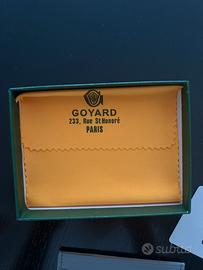 GOYARD
233, Rue St Honoré
PARIS
subito